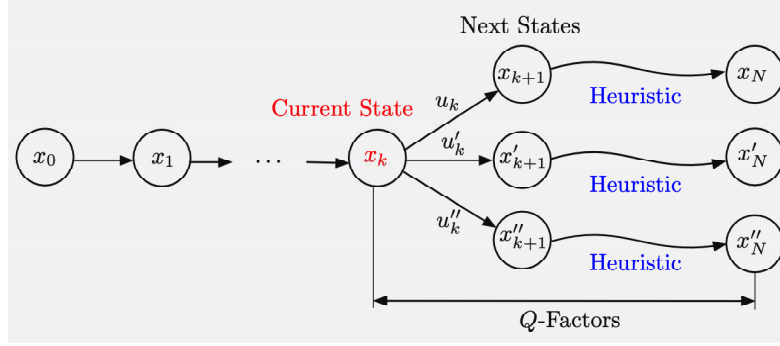 Next States
x_{k+1}
x_N
u_k
Heuristic
Current State
x_0
x_1
...
x_k
u'_k
x'_{k+1}
x'_N
Heuristic
u''_k
x''_{k+1}
x''_N
Heuristic
Q-Factors